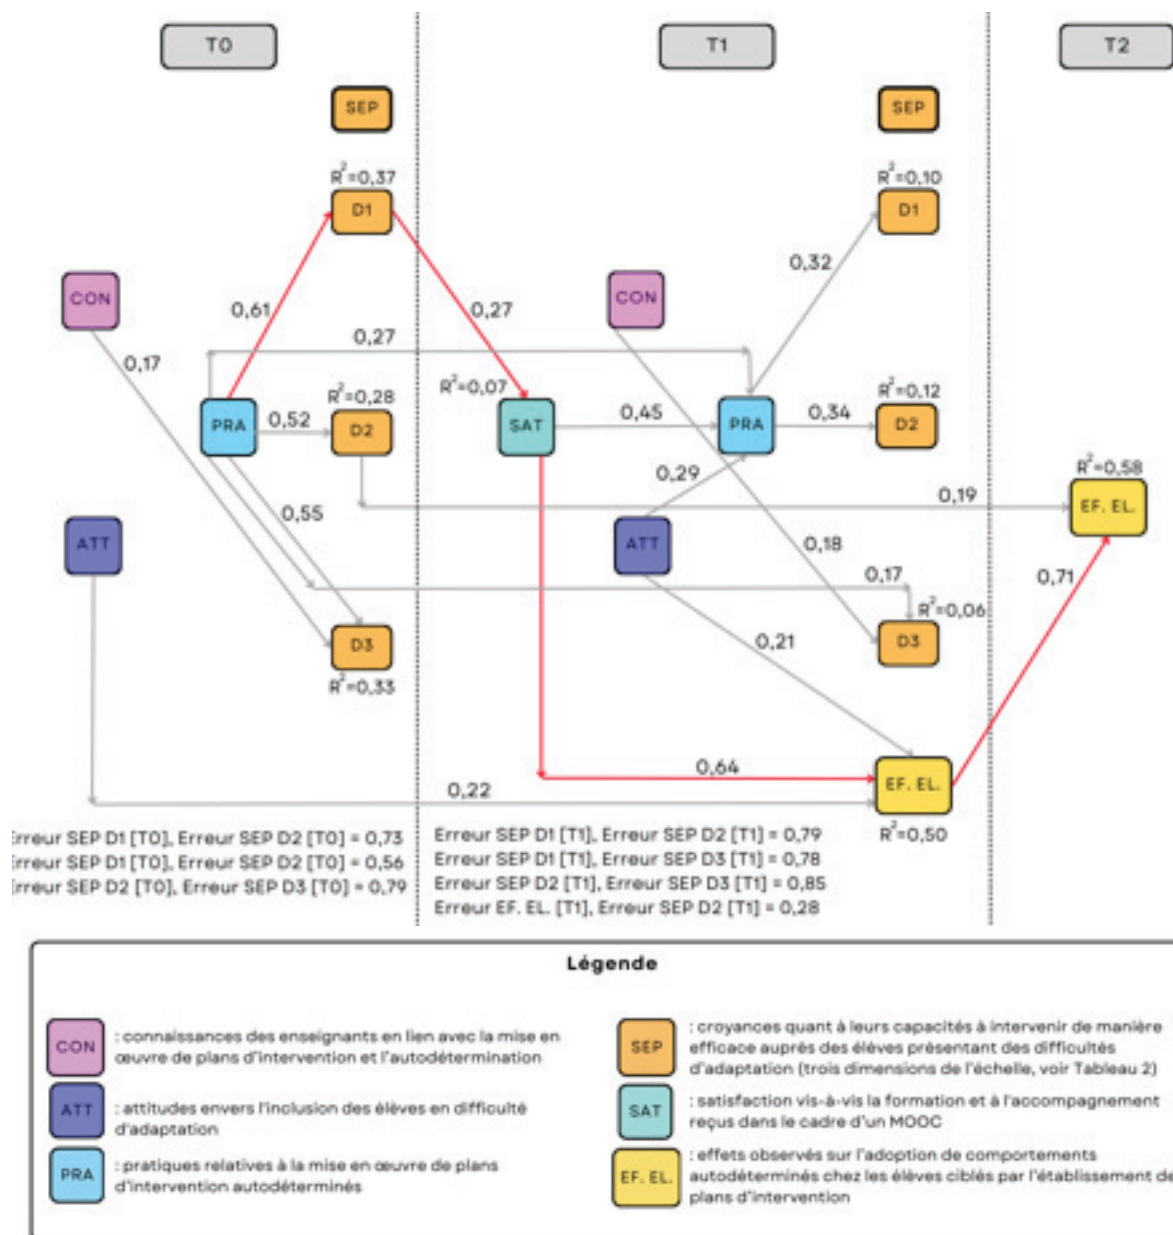 T0
T1
T2
SEP
SEP
R²=0,37
R²=0,10
D1
D1
CON
CON
0,61
0,27
0,32
0,17
0,27
R²=0,28
R²=0,07
R²=0,12
PRA
0,52
D2
SAT
0,45
PRA
0,34
D2
0,29
R²=0,58
0,19
EF. EL.
0,55
ATT
ATT
0,18
0,17
0,71
R²=0,06
D3
0,21
D3
R²=0,33
0,64
EF. EL.
0,22
R²=0,50
rreur SEP D1 [T0], Erreur SEP D2 [T0] = 0,73
rreur SEP D1 [T0], Erreur SEP D2 [T0] = 0,56
rreur SEP D2 [T0], Erreur SEP D3 [T0] = 0,79
Erreur SEP D1 [T1], Erreur SEP D2 [T1] = 0,79
Erreur SEP D1 [T1], Erreur SEP D3 [T1] = 0,78
Erreur SEP D2 [T1], Erreur SEP D3 [T1] = 0,85
Erreur EF. EL. [T1], Erreur SEP D2 [T1] = 0,28
Légende
CON
: connaissances des enseignants en lien avec la mise en
œuvre de plans d'intervention et l'autodétermination
ATT
: attitudes envers l'inclusion des élèves en difficulté
d'adaptation
PRA
: pratiques relatives à la mise en œuvre de plans
d'intervention autodéterminés
SEP
: croyances quant à leurs capacités à intervenir de manière
efficace auprès des élèves présentant des difficultés
d'adaptation (trois dimensions de l'échelle, voir Tableau 2)
SAT
: satisfaction vis-à-vis la formation et à l'accompagnement
reçus dans le cadre d'un MOOC
EF. EL.
: effets observés sur l'adoption de comportements
autodéterminés chez les élèves ciblés par l'établissement de
plans d'intervention